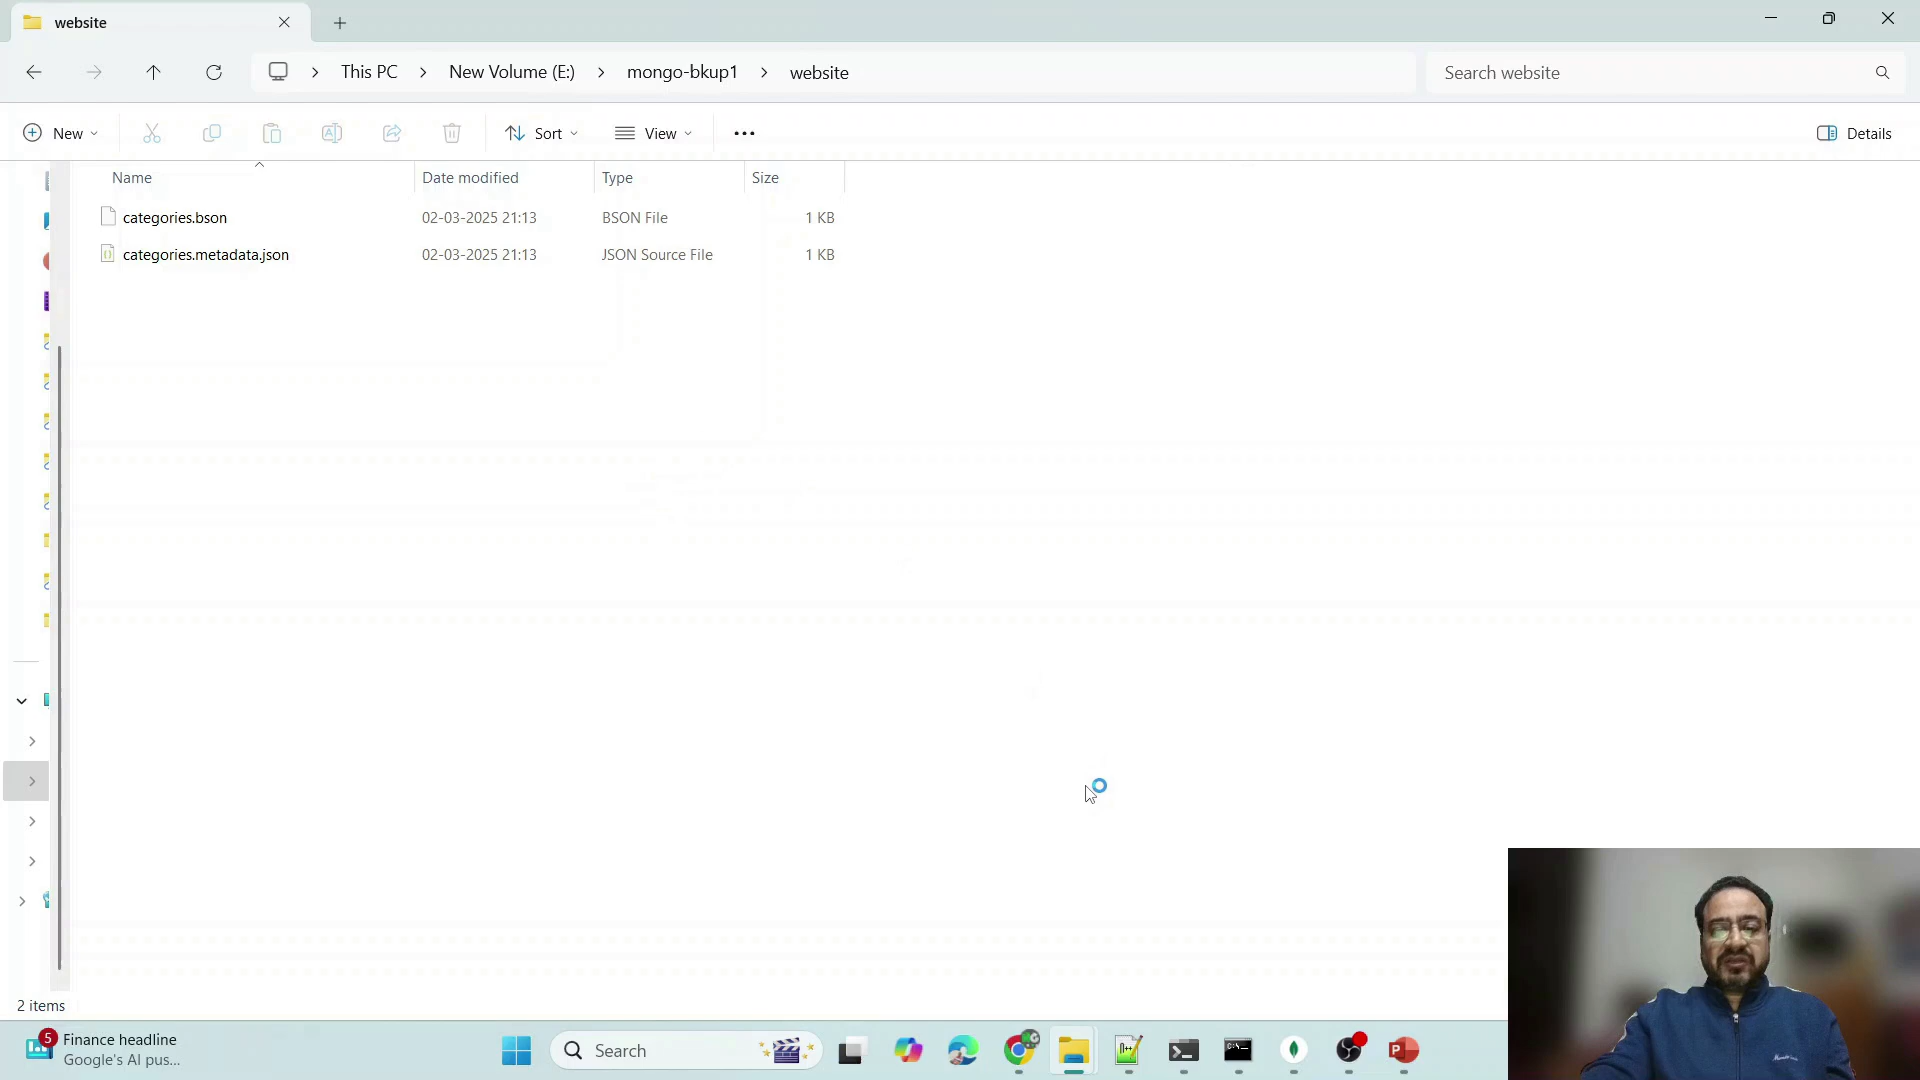 website
This PC > New Volume (E:) > mongo-bkup1 > website
Search website
New
Sort
View
Details
Name
Date modified
Type
Size
categories.bson
02-03-2025 21:13
BSON File
1 KB
categories.metadata.json
02-03-2025 21:13
JSON Source File
1 KB
2 items
5
Finance headline
Google's AI pus...
Search